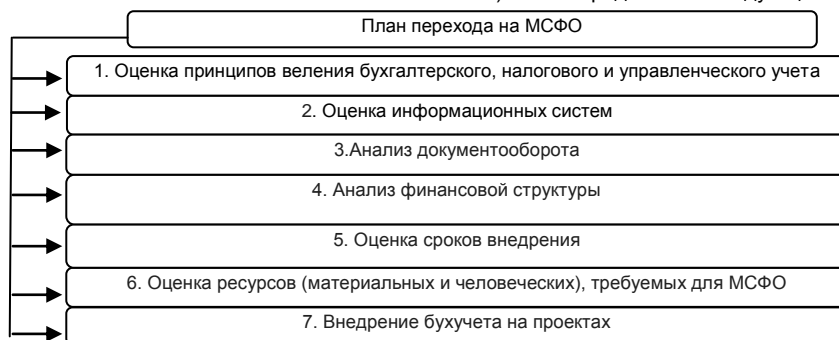 План перехода на МСФО
1. Оценка принципов веления бухгалтерского, налогового и управленческого учета
2. Оценка информационных систем
3.Анализ документооборота
4. Анализ финансовой структуры
5. Оценка сроков внедрения
6. Оценка ресурсов (материальных и человеческих), требуемых для МСФО
7. Внедрение бухучета на проектах